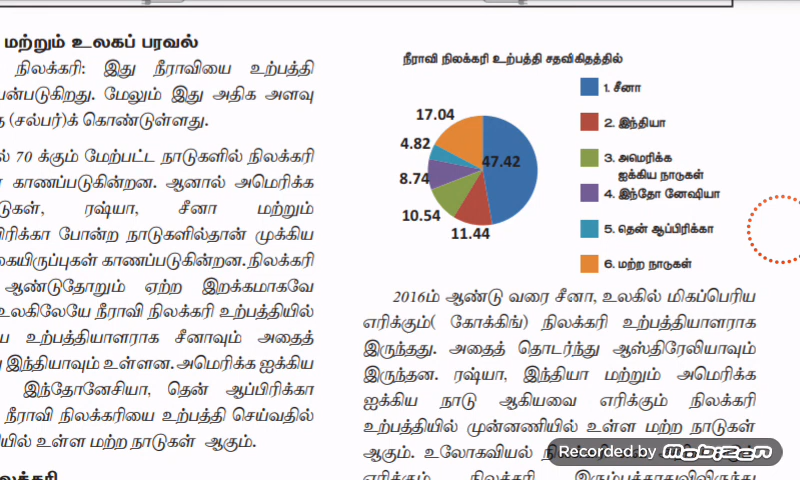 மற்றும் உலகப் பரவல்
நிலக்கரி: இது நீராவியை உற்பத்தி
மேலும் இது அதிக அளவு
(சல்பர்)க் கொண்டுள்ளது.
70 க்கும் மேற்பட்ட நாடுகளில் நிலக்கரி
காணப்படுகின்றன. ஆனால் அமெரிக்க
ரஷ்யா, சீனா மற்றும்
போன்ற நாடுகளில்தான் முக்கிய
காணப்படுகின்றன. நிலக்கரி
ஆண்டுதோறும் ஏற்ற இறக்கமாகவே
உலகிலேயே நீராவி நிலக்கரி உற்பத்தியில்
உற்பத்தியாளராக சீனாவும் அதைத்
இந்தியாவும் உள்ளன. அமெரிக்க ஐக்கிய
இந்தோனேசியா, தென் ஆப்பிரிக்கா
நீராவி நிலக்கரியை உற்பத்தி செய்வதில்
உள்ள மற்ற நாடுகள் ஆகும்.
நீராவி நிலக்கரி உற்பத்தி சதவிகிதத்தில்
17.04
4.82
8.74
10.54
11.44
47.42
1. சீனா
2. இந்தியா
3. அமெரிக்க
ஐக்கிய நாடுகள்
4. இந்தோ னேஷியா
5. தென் ஆப்பிரிக்கா
6. மற்ற நாடுகள்
2016ம் ஆண்டு வரை சீனா, உலகில் மிகப்பெரிய
எரிக்கும்( கோக்கிங்) நிலக்கரி உற்பத்தியாளராக
இருந்தது. அதைத் தொடர்ந்து ஆஸ்திரேலியாவும்
இருந்தன. ரஷ்யா, இந்தியா மற்றும் அமெரிக்க
ஐக்கிய நாடு ஆகியவை எரிக்கும் நிலக்கரி
உற்பத்தியில் முன்னணியில் உள்ள மற்ற நாடுகள்
ஆகும். உலோகவியல்
Recorded by Mobizen